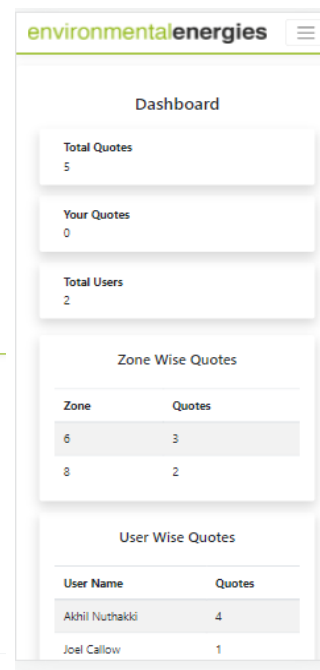 environmentalenergies
Dashboard
Total Quotes
5
Your Quotes
0
Total Users
2
Zone Wise Quotes
Zone Quotes
6 3
8 2
User Wise Quotes
User Name Quotes
Akhil Nuthakki 4
Joel Callow 1